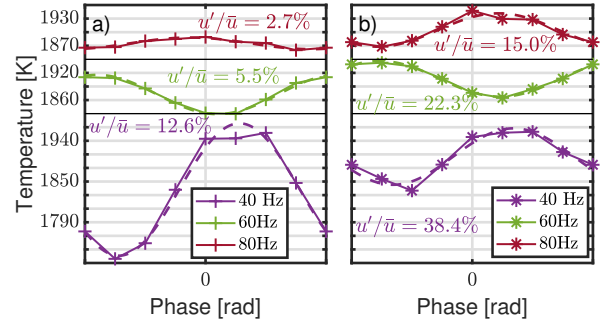 Temperature [K]
1930
1870
1920
1860
1940
1850
1790
a)
u′/ū = 2.7%
u′/ū = 5.5%
u′/ū = 12.6%
40 Hz
60Hz
80Hz
0
Phase [rad]
b)
u′/ū = 15.0%
u′/ū = 22.3%
u′/ū = 38.4%
40 Hz
60Hz
80Hz
0
Phase [rad]